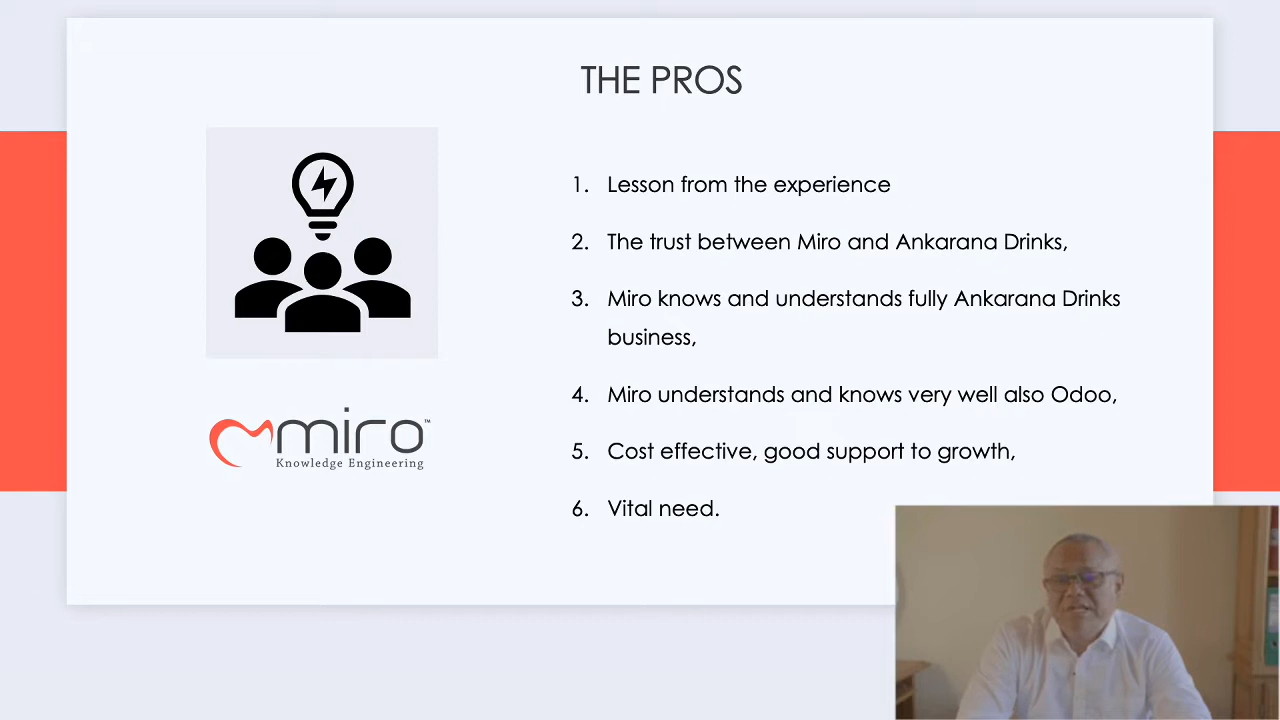 THE PROS
1. Lesson from the experience
2. The trust between Miro and Ankarana Drinks,
3. Miro knows and understands fully Ankarana Drinks
business,
4. Miro understands and knows very well also Odoo,
5. Cost effective, good support to growth,
6. Vital need.
miro™
Knowledge Engineering